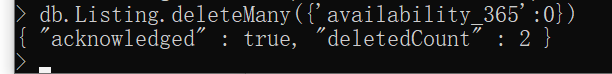 > db.Listing.deleteMany({'availability_365':0})
{ "acknowledged" : true, "deletedCount" : 2 }
>